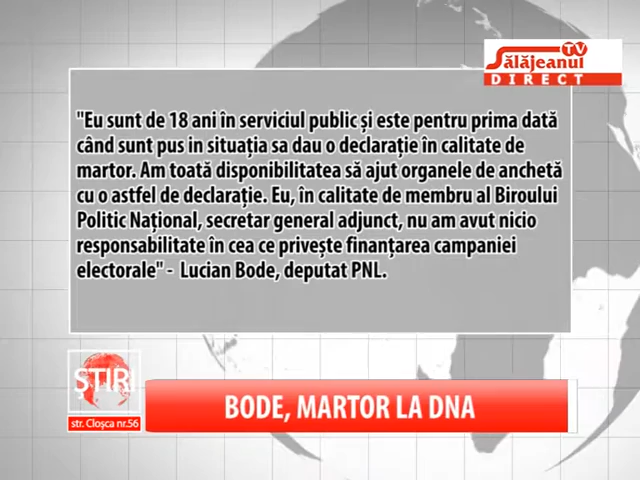 Sălăjeanul TV
DIRECT
"Eu sunt de 18 ani în serviciul public și este pentru prima dată
când sunt pus in situația sa dau o declarație în calitate de
martor. Am toată disponibilitatea să ajut organele de anchetă
cu o astfel de declarație. Eu, în calitate de membru al Biroului
Politic Național, secretar general adjunct, nu am avut nicio
responsabilitate în cea ce privește finanțarea campaniei
electorale" - Lucian Bode, deputat PNL.
ŞTIRI
str. Cloșca nr.56
BODE, MARTOR LA DNA